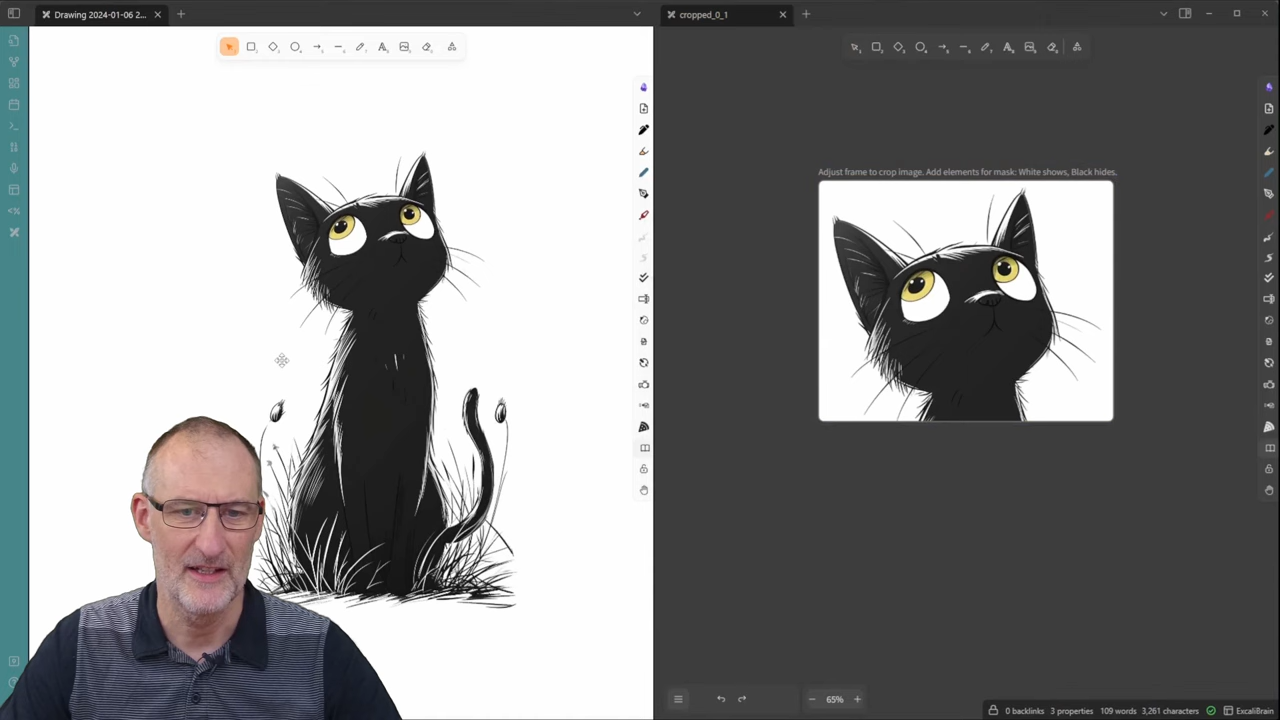 Drawing 2024-01-06 2...
cropped_0_1
Adjust frame to crop image. Add elements for mask: White shows, Black hides.
65%
0 backlinks 3 properties 109 words 3,261 characters ExcaliBrain